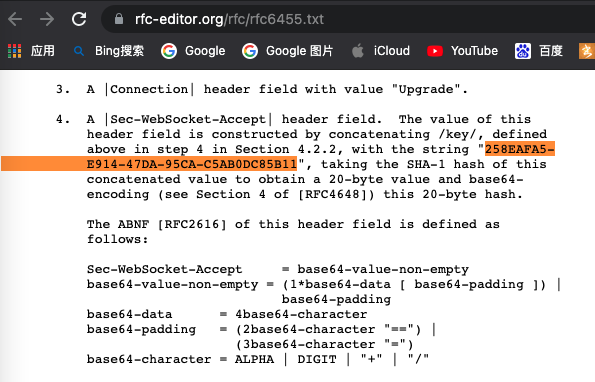 rfc-editor.org/rfc/rfc6455.txt
应用 Bing搜索 Google Google 图片 iCloud YouTube 百度
3. A |Connection| header field with value "Upgrade".
4. A |Sec-WebSocket-Accept| header field. The value of this
header field is constructed by concatenating /key/, defined
above in step 4 in Section 4.2.2, with the string "258EAFA5-
E914-47DA-95CA-C5AB0DC85B11", taking the SHA-1 hash of this
concatenated value to obtain a 20-byte value and base64-
encoding (see Section 4 of [RFC4648]) this 20-byte hash.
The ABNF [RFC2616] of this header field is defined as
follows:
Sec-WebSocket-Accept = base64-value-non-empty
base64-value-non-empty = (1*base64-data [ base64-padding ]) |
base64-padding
base64-data = 4base64-character
base64-padding = (2base64-character "==") |
(3base64-character "=")
base64-character = ALPHA | DIGIT | "+" | "/"